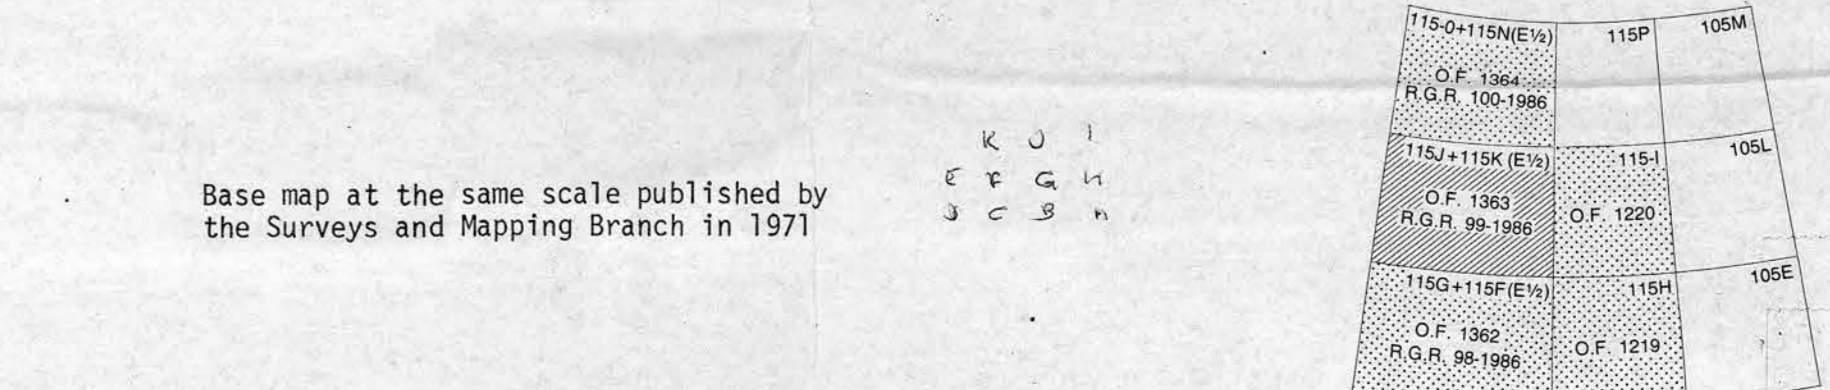 Base map at the same scale published by
the Surveys and Mapping Branch in 1971
K J I
E F G H
D C B A
115-O+115N(E½)
O.F. 1364
R.G.R. 100-1986
115P
105M
115J+115K (E½)
O.F. 1363
R.G.R. 99-1986
115-I
O.F. 1220
105L
115G+115F(E½)
O.F. 1362
R.G.R. 98-1986
115H
O.F. 1219
105E